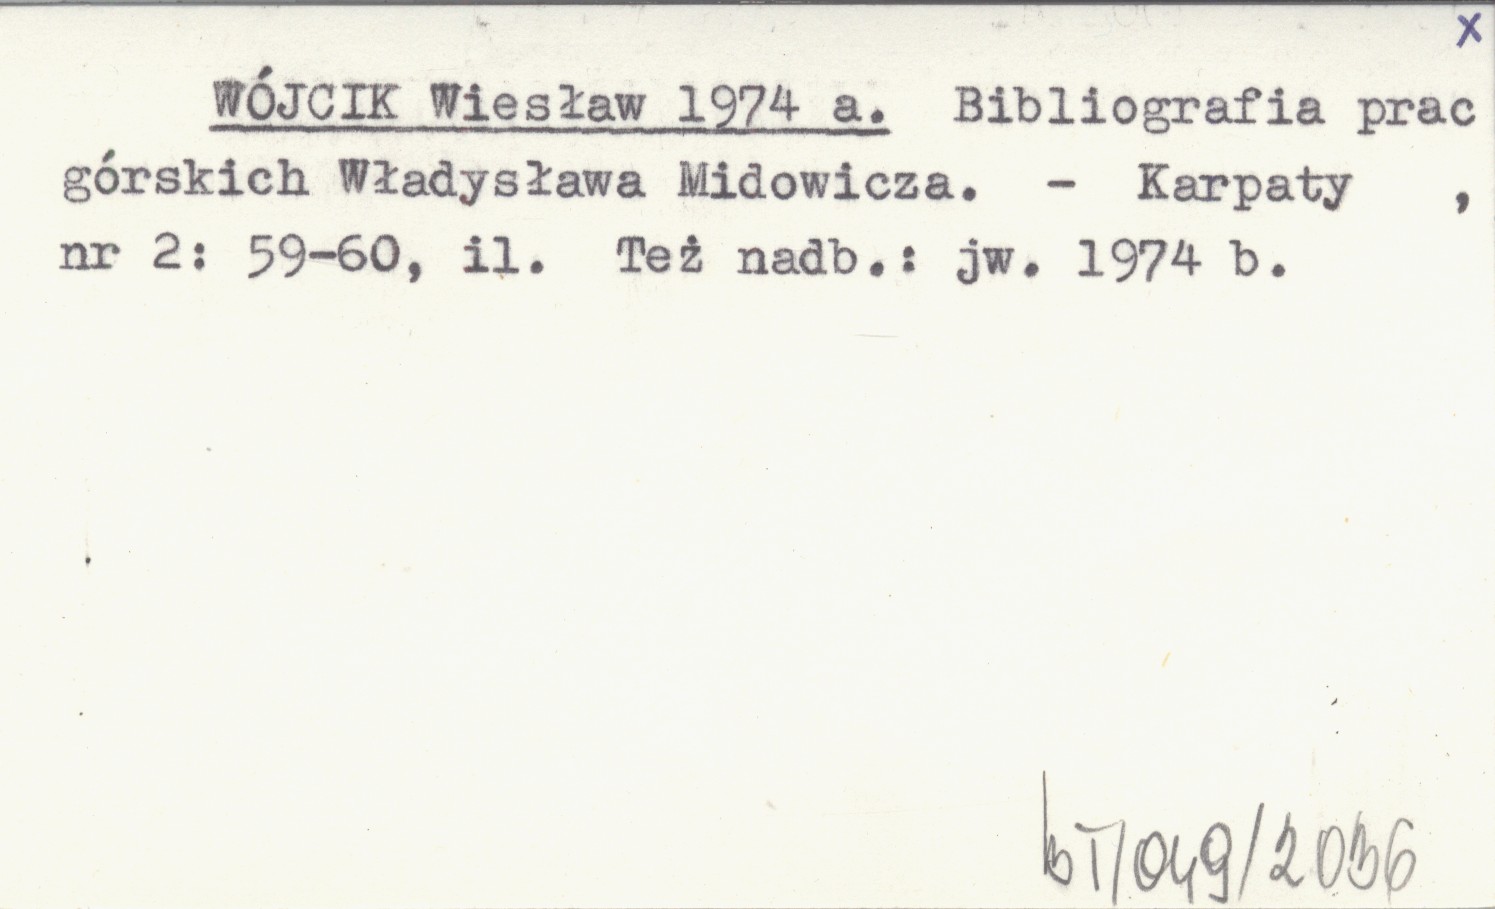 x
WÓJCIK Wiesław 1974 a. Bibliografia prac
górskich Władysława Midowicza. - Karpaty ,
nr 2: 59-60, il. Też nadb.: jw. 1974 b.
bT/049/2036